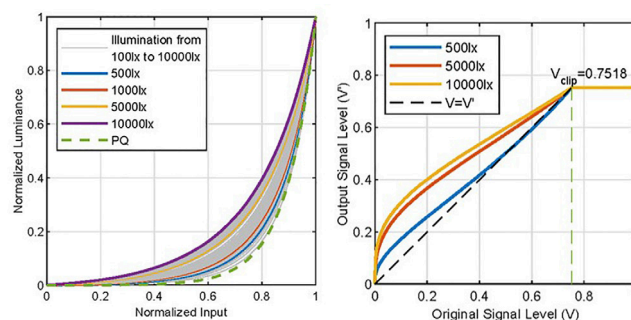 1
0.8
0.6
0.4
0.2
0
0 0.2 0.4 0.6 0.8 1
Normalized Luminance
Normalized Input
Illumination from
100lx to 10000lx
500lx
1000lx
5000lx
10000lx
PQ
1
0.8
0.6
0.4
0.2
0
0 0.2 0.4 0.6 0.8
Output Signal Level (V')
Original Signal Level (V)
500lx
5000lx
10000lx
V=V'
Vclip=0.7518